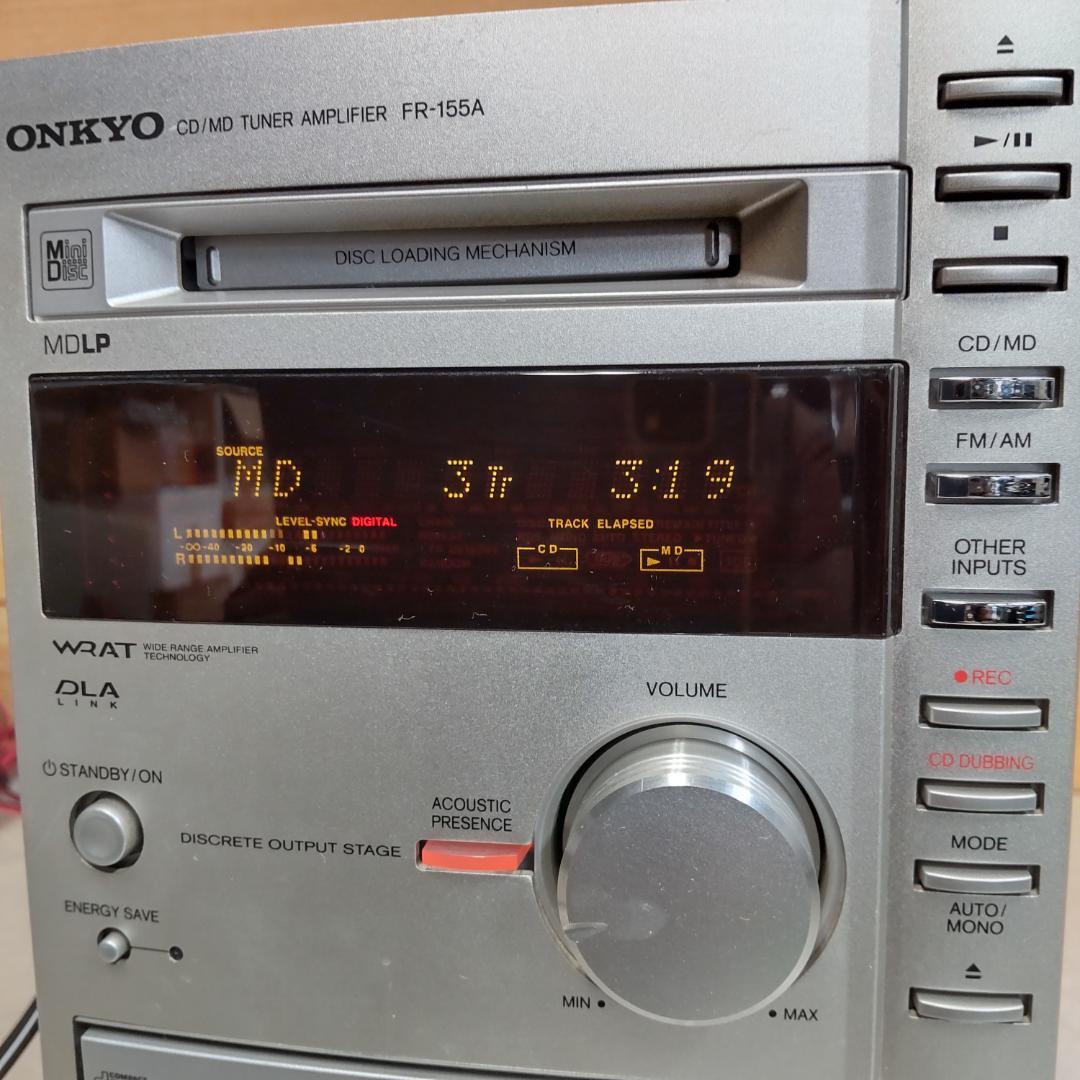 ONKYO CD/MD TUNER AMPLIFIER FR-155A
Mini
Disc
DISC LOADING MECHANISM
MDLP
CD/MD
FM/AM
OTHER
INPUTS
SOURCE
MD 3Tr 3:19
LEVEL-SYNC DIGITAL
TRACK ELAPSED
L
-∞ -40 -20 -10 -6 -2 0
R
CD
MD
WRAT WIDE RANGE AMPLIFIER
TECHNOLOGY
DLA
LINK
VOLUME
REC
CD DUBBING
STANDBY/ON
ACOUSTIC
PRESENCE
DISCRETE OUTPUT STAGE
MODE
AUTO/
MONO
ENERGY SAVE
MIN
MAX
COMPACT